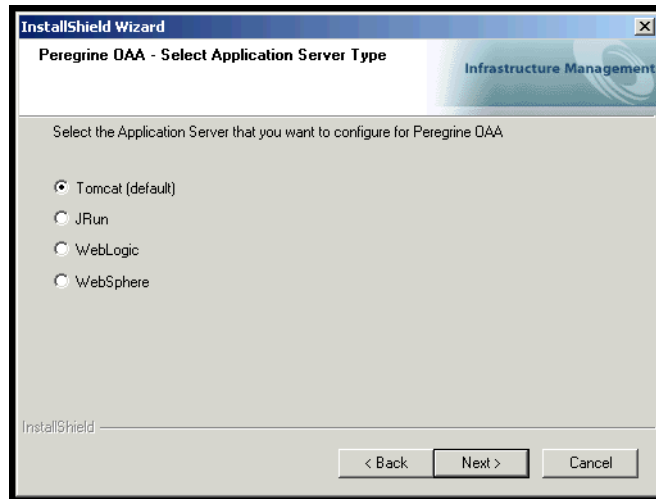 InstallShield Wizard
Peregrine OAA - Select Application Server Type
Infrastructure Management
Select the Application Server that you want to configure for Peregrine OAA
Tomcat (default)
JRun
WebLogic
WebSphere
InstallShield
< Back
Next >
Cancel